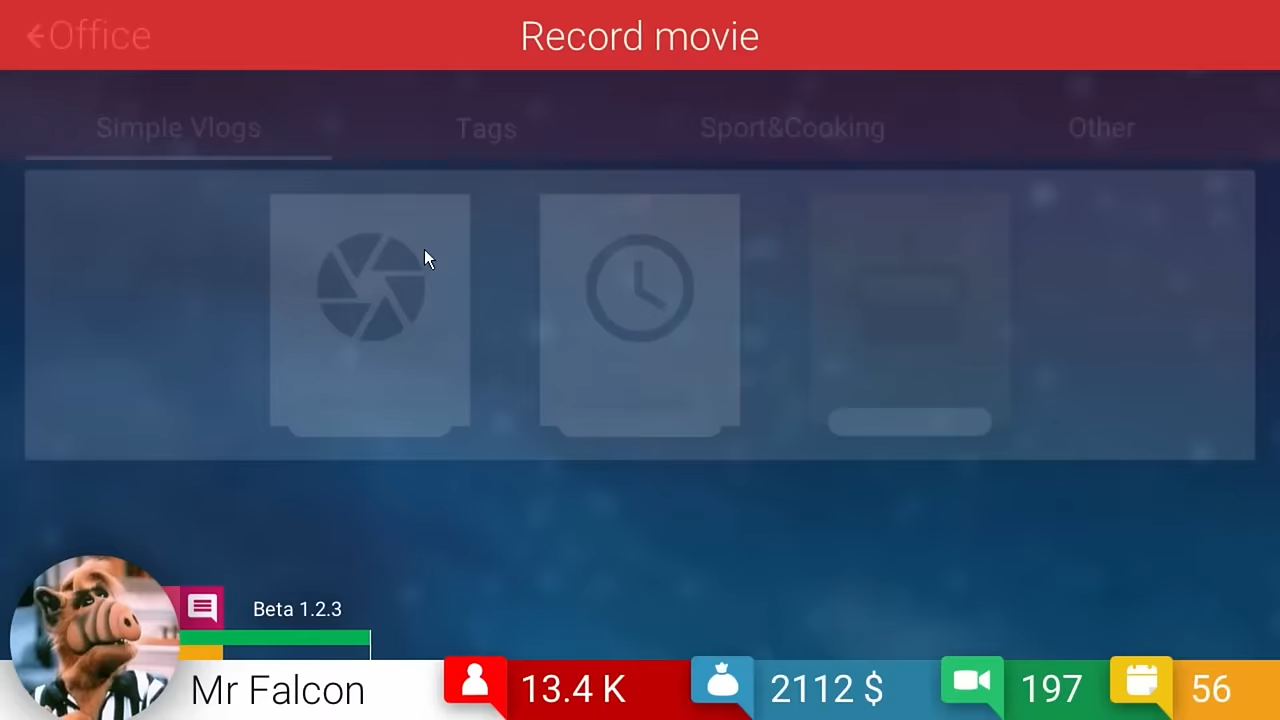 Office
Record movie
Simple Vlogs
Tags
Sport&Cooking
Other
Beta 1.2.3
Mr Falcon
13.4 K
2112 $
197
56